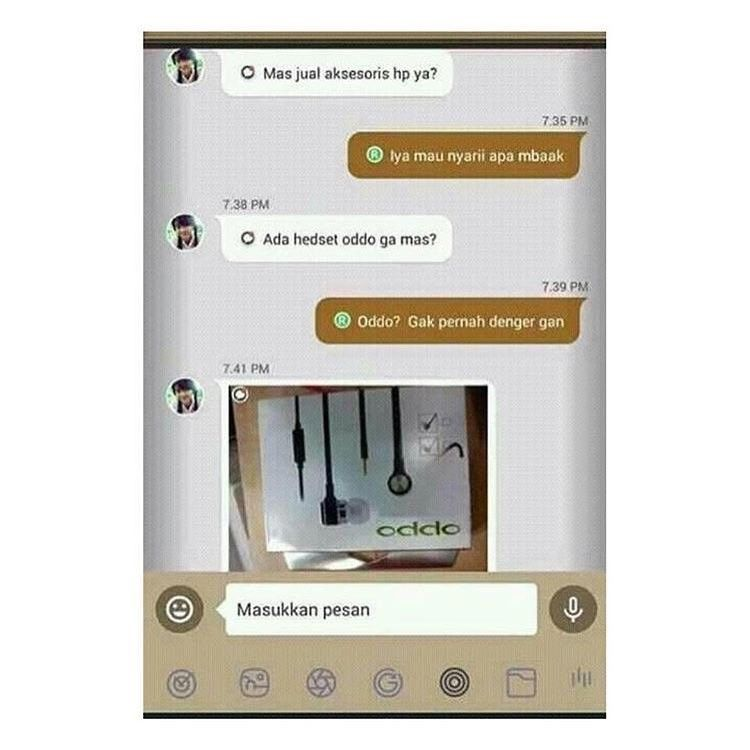 Mas jual aksesoris hp ya?
7.35 PM
Iya mau nyarii apa mbaak
7.38 PM
Ada hedset oddo ga mas?
7.39 PM
Oddo? Gak pernah denger gan
7.41 PM
oddo
Masukkan pesan